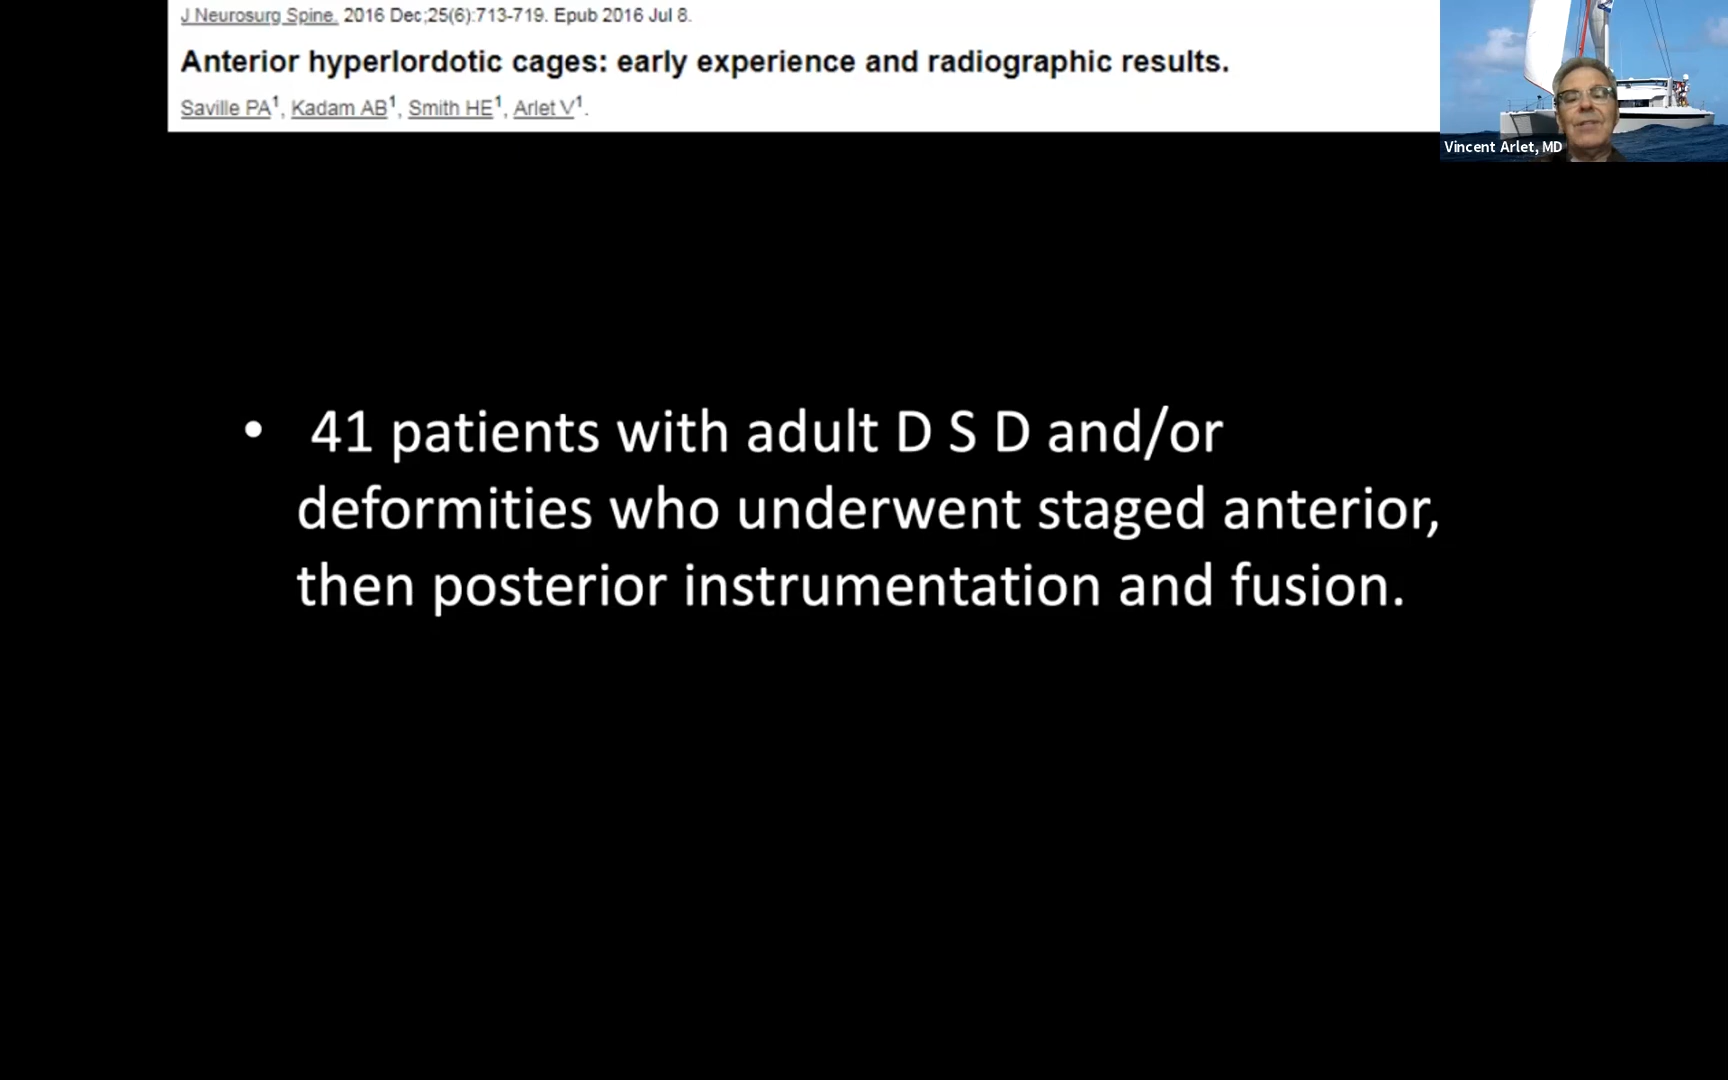 J Neurosurg Spine. 2016 Dec;25(6):713-719. Epub 2016 Jul 8.
Anterior hyperlordotic cages: early experience and radiographic results.
Saville PA1, Kadam AB1, Smith HE1, Arlet V1.
Vincent Arlet, MD
• 41 patients with adult D S D and/or
deformities who underwent staged anterior,
then posterior instrumentation and fusion.